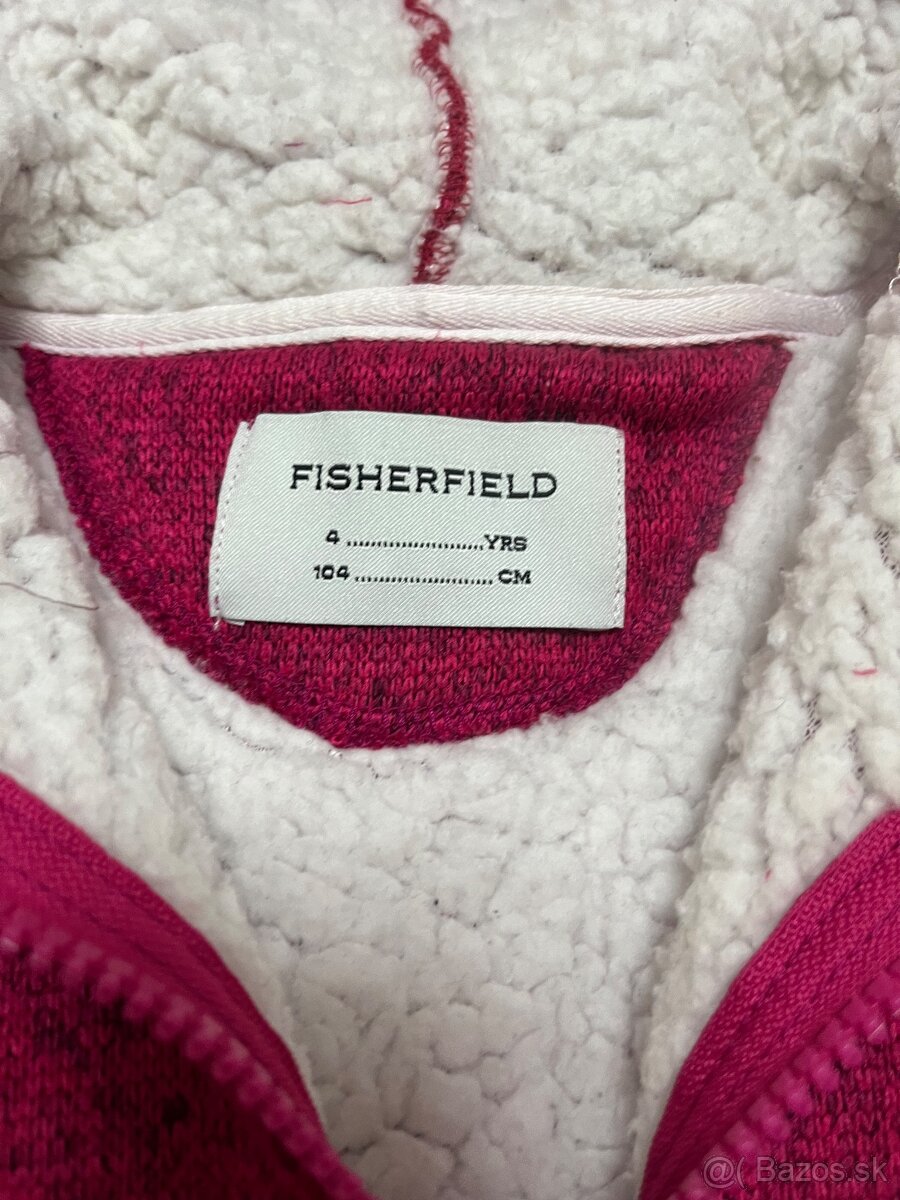 FISHERFIELD
4 ........................YRS
104 ........................ CM
@( Bazos.sk